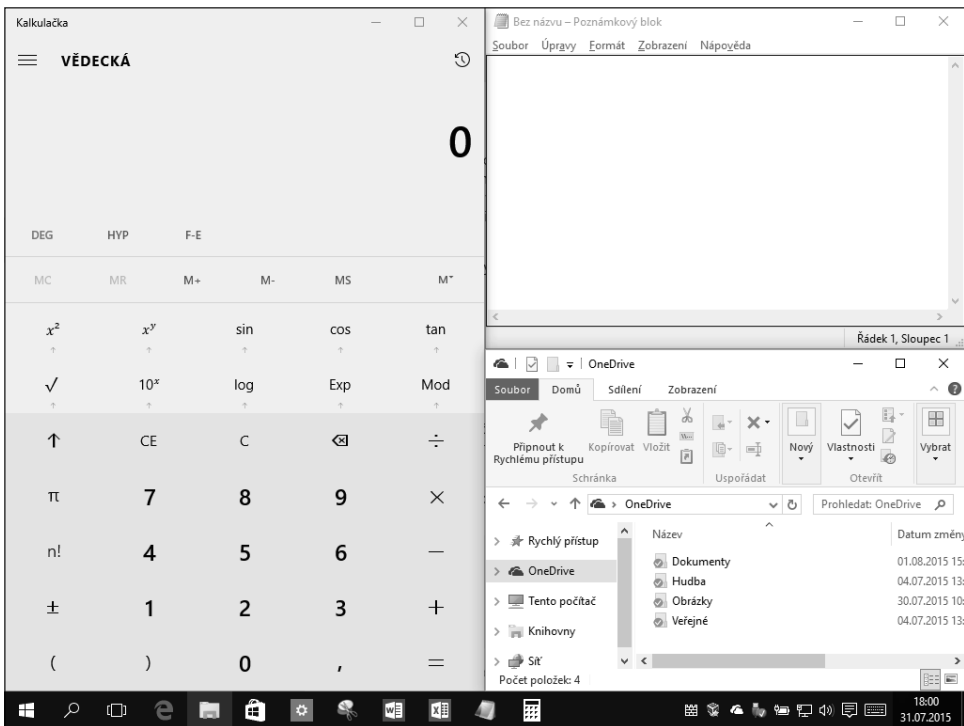 Kalkulačka
VĚDECKÁ
0
DEG HYP F-E
MC MR M+ M- MS M˅
x² xʸ sin cos tan
√ 10ˣ log Exp Mod
↑ CE C ÷
π 7 8 9 ×
n! 4 5 6 −
± 1 2 3 +
( ) 0 , =
Bez názvu – Poznámkový blok
Soubor Úpravy Formát Zobrazení Nápověda
Řádek 1, Sloupec 1
OneDrive
Soubor Domů Sdílení Zobrazení
Připnout k Rychlému přístupu
Kopírovat
Vložit
Schránka
Uspořádat
Nový
Vlastnosti
Otevřít
Vybrat
OneDrive
Prohledat: OneDrive
Rychlý přístup
OneDrive
Tento počítač
Knihovny
Síť
Název Datum změny
Dokumenty 01.08.2015 15:
Hudba 04.07.2015 13:
Obrázky 30.07.2015 10:
Veřejné 04.07.2015 13:
Počet položek: 4
18:00
31.07.2015